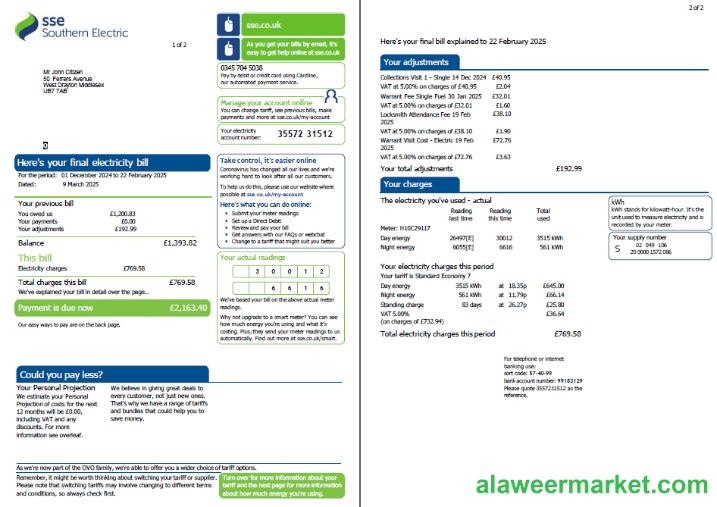 sse
Southern Electric
1 of 2
Mr John Citizen
50 Ferrers Avenue
West Drayton Middlesex
UB7 7AB
sse.co.uk
As get your bills by email, it's
easy to get help online at sse.co.uk
0345 704 5038
Pay by debit or credit using Cardline,
our automated payment service.
Manage your account online
You can change tariff, see previous bills, make
payments and more at sse.co.uk/my-account
Your electricity
account number: 35572 31512
Here's your final electricity bill
For the period: 01 December 2024 to 22 February 2025
Dated: 9 March 2025
Your previous bill
You owed us £1,200.83
Your payments £0.00
Your adjustments £192.99
Balance £1,393.82
This bill
Electricity charges £769.58
Total charges this bill £769.58
We've explained your bill in detail over the page...
Payment is due now £2,163.40
Our easy ways to pay are on the back page.
Take control, it's easier online
Coronavirus has changed all our lives and we're
working hard to look after all our customers.
To help us do this, please use our website where
possible at sse.co.uk/my-account
Here's what you can do online:
• Submit your meter readings
• Set up a Direct Debit
• Review and pay your bill
• Get answers with our FAQs or webchat
• Change to a tariff that might suit you better
Your actual readings
3 0 0 1 2
6 6 1 6
We've based your bill on the above actual meter
readings.
Why not upgrade to a smart meter? You can see
how much energy you're using and what it's
costing. Plus, they send your meter readings to us
automatically. Find out more at sse.co.uk/smart.
Could you pay less?
Your Personal Projection
We estimate your Personal
Projection of costs for the next
12 months will be £0.00,
including VAT and any
discounts. For more
information see overleaf.
We believe in giving great deals to
every customer, not just new ones.
That's why we have a range of tariffs
and bundles that could help you to
save money.
As we're now part of the OVO family, we're able to offer you a wider choice of tariff options.
Remember, it might be worth thinking about switching your tariff or supplier.
Please note that switching tariffs may involve changing to different terms
and conditions, so always check first.
Turn over for more information about your
tariff and the next page for more information
about how much energy you're using.
2 of 2
Here's your final bill explained to 22 February 2025
Your adjustments
Collections Visit 1 - Single 14 Dec 2024 £40.95
VAT at 5.00% on charges of £40.95 £2.04
Warrant Fee Single Fuel 30 Jan 2025 £32.01
VAT at 5.00% on charges of £32.01 £1.60
Locksmith Attendance Fee 19 Feb £38.10
2025
VAT at 5.00% on charges of £38.10 £1.90
Warrant Visit Cost - Electric 19 Feb £72.76
2025
VAT at 5.00% on charges of £72.76 £3.63
Your total adjustments £192.99
Your charges
The electricity you've used - actual
Reading Reading Total
last time this time used
Meter: H10C29117
Day energy 26497(E) 30012 3515 kWh
Night energy 6055(E) 6616 561 kWh
Your electricity charges this period
Your tariff is Standard Economy 7
Day energy 3515 kWh at 18.35p £645.00
Night energy 561 kWh at 11.79p £66.14
Standing charge 83 days at 26.27p £25.80
VAT 5.00% £36.64
(on charges of £732.94)
Total electricity charges this period £769.58
kWh
kWh stands for kilowatt-hour. It's the
unit used to measure electricity and is
recorded by your meter.
Your supply number
S 02 049 106
20 0000 1572 086
For telephone or internet
banking use:
sort code: 57-40-99
bank account number: 99183129
Please quote 3557231512 as the
reference.
alaweermarket.com